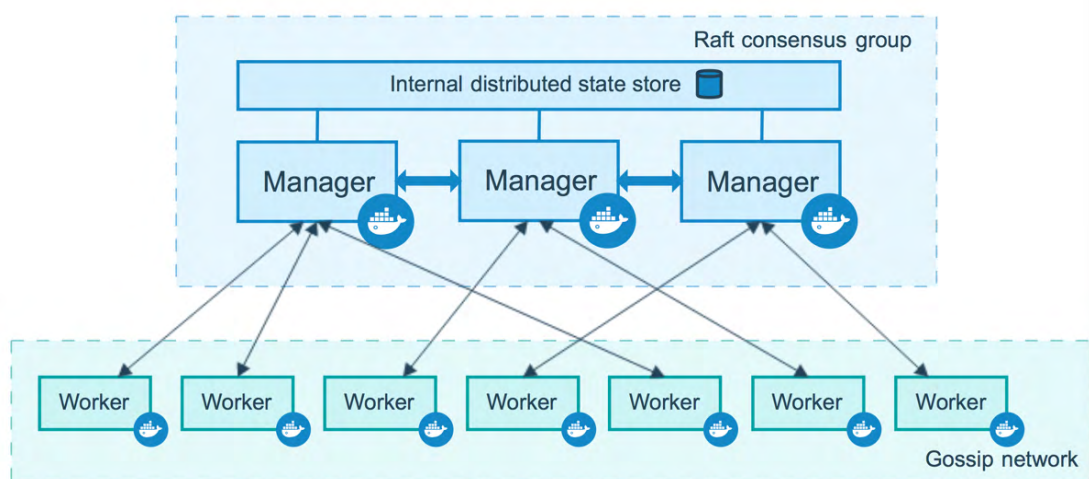 Raft consensus group
Internal distributed state store
Manager
Manager
Manager
Worker
Worker
Worker
Worker
Worker
Worker
Worker
Gossip network